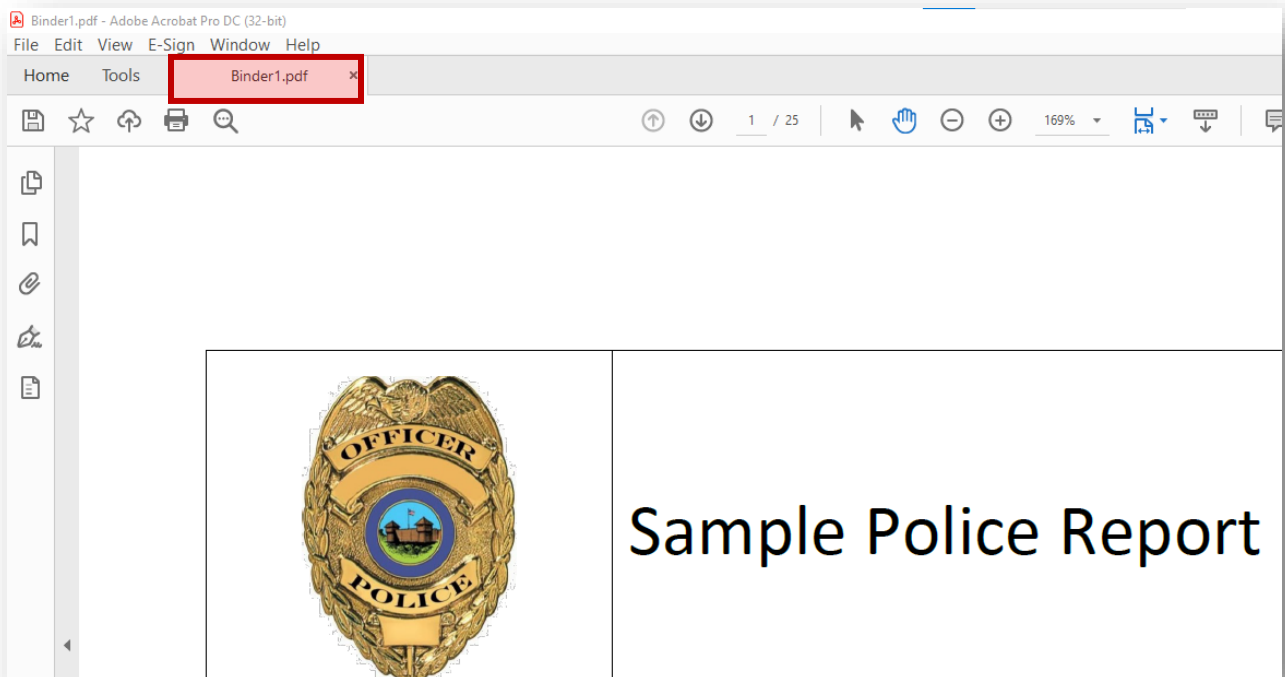 Binder1.pdf - Adobe Acrobat Pro DC (32-bit)
File Edit View E-Sign Window Help
Home Tools Binder1.pdf ×
1 / 25 169%
OFFICER
Sample Police Report
POLICE